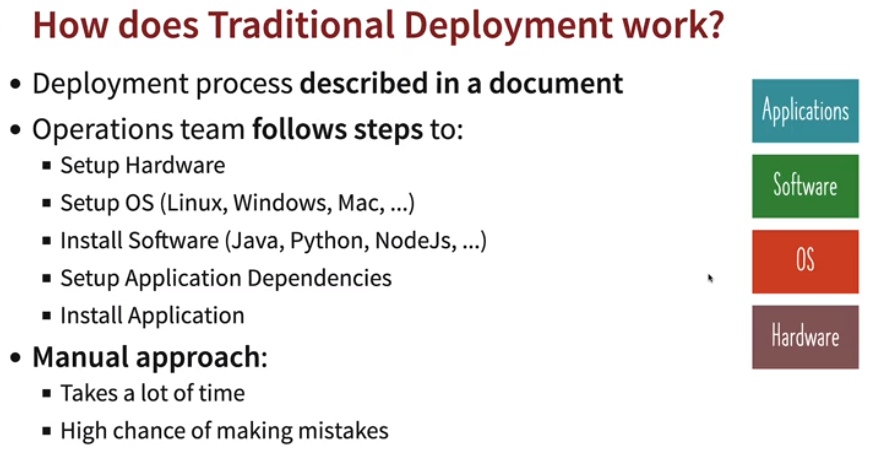 How does Traditional Deployment work?
• Deployment process described in a document
• Operations team follows steps to:
▪ Setup Hardware
▪ Setup OS (Linux, Windows, Mac, ...)
▪ Install Software (Java, Python, NodeJs, ...)
▪ Setup Application Dependencies
▪ Install Application
• Manual approach:
▪ Takes a lot of time
▪ High chance of making mistakes
Applications
Software
OS
Hardware